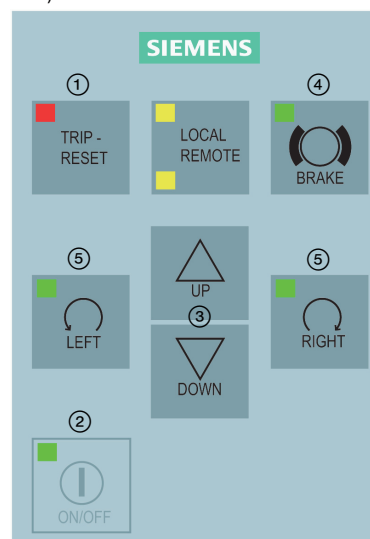 SIEMENS
①
④
TRIP -
RESET
LOCAL
REMOTE
BRAKE
⑤
⑤
LEFT
UP
RIGHT
③
DOWN
②
ON/OFF